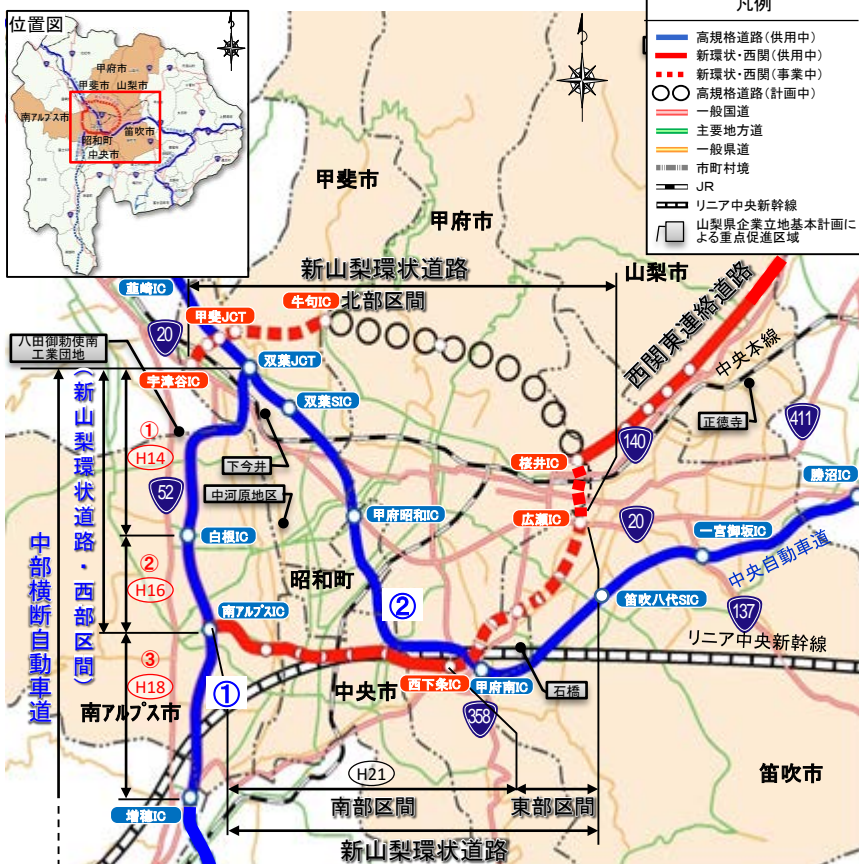 位置図
甲府市
甲斐市
山梨市
南アルプス市
笛吹市
昭和町
中央市
凡例
高規格道路(供用中)
新環状・西関(供用中)
新環状・西関(事業中)
高規格道路(計画中)
一般国道
主要地方道
一般県道
市町村境
JR
リニア中央新幹線
山梨県企業立地基本計画に
よる重点促進区域
甲斐市
甲府市
山梨市
新山梨環状道路
北部区間
韮崎IC
牛句IC
甲斐JCT
20
八田御勅使南
工業団地
宇津谷IC
双葉JCT
双葉SIC
西関東連絡道路
中央本線
正徳寺
411
140
桜井IC
勝沼IC
(新山梨環状道路・西部区間)
中部横断自動車道
①
H14
下今井
中河原地区
52
甲府昭和IC
広瀬IC
20
一宮御坂IC
中央自動車道
白根IC
②
H16
昭和町
②
笛吹八代SIC
137
南アルプスIC
リニア中央新幹線
③
H18
①
中央市
西下条IC
甲府南IC
石橋
南アルプス市
358
笛吹市
H21
南部区間
東部区間
増穂IC
新山梨環状道路